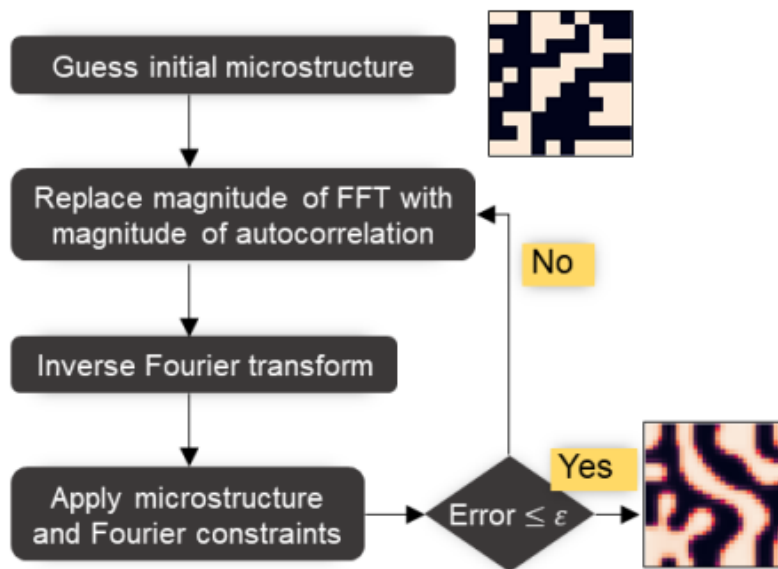 Guess initial microstructure
Replace magnitude of FFT with
magnitude of autocorrelation
No
Inverse Fourier transform
Yes
Apply microstructure
and Fourier constraints
Error ≤ ε